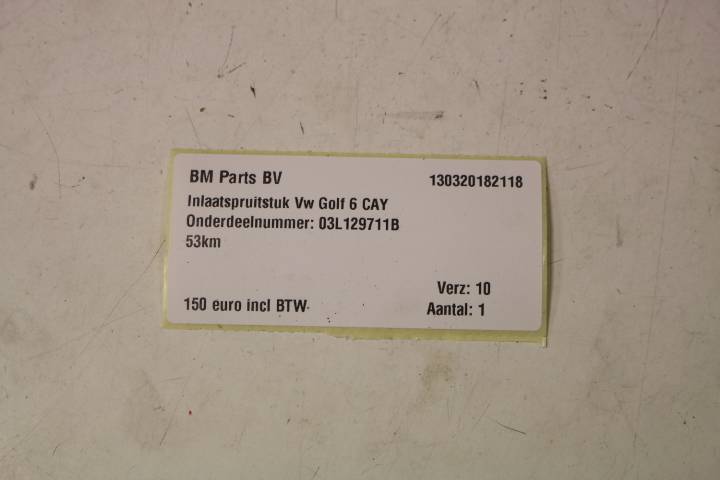 BM Parts BV 130320182118
Inlaatspruitstuk Vw Golf 6 CAY
Onderdeelnummer: 03L129711B
53km
Verz: 10
150 euro incl BTW Aantal: 1